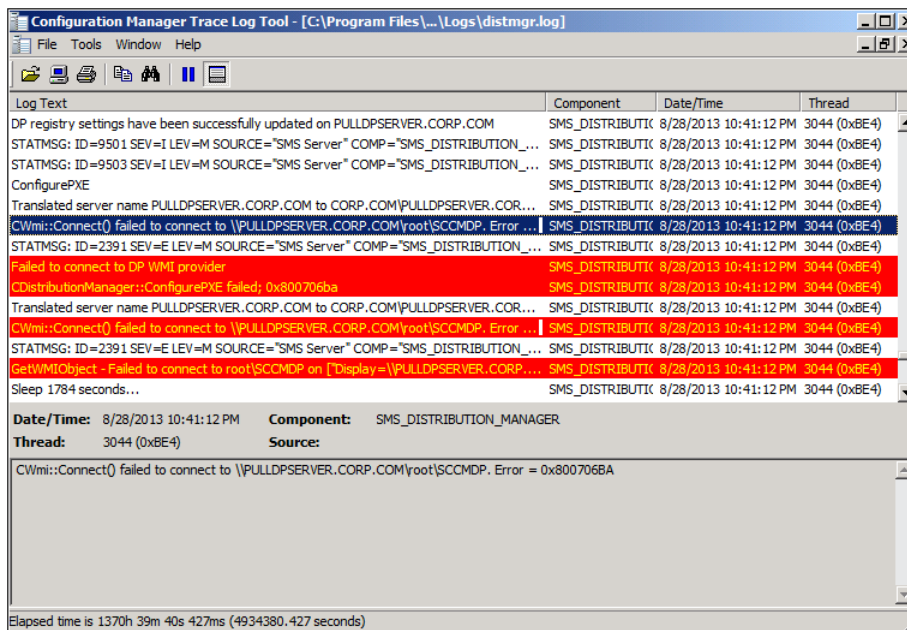 Configuration Manager Trace Log Tool - [C:\Program Files\...\Logs\distmgr.log]
File Tools Window Help
Log Text Component Date/Time Thread
DP registry settings have been successfully updated on PULLDPSERVER.CORP.COM SMS_DISTRIBUTIC 8/28/2013 10:41:12 PM 3044 (0xBE4)
STATMSG: ID=9501 SEV=I LEV=M SOURCE="SMS Server" COMP="SMS_DISTRIBUTION_... SMS_DISTRIBUTIC 8/28/2013 10:41:12 PM 3044 (0xBE4)
STATMSG: ID=9503 SEV=I LEV=M SOURCE="SMS Server" COMP="SMS_DISTRIBUTION_... SMS_DISTRIBUTIC 8/28/2013 10:41:12 PM 3044 (0xBE4)
ConfigurePXE SMS_DISTRIBUTIC 8/28/2013 10:41:12 PM 3044 (0xBE4)
Translated server name PULLDPSERVER.CORP.COM to CORP.COM\PULLDPSERVER.COR... SMS_DISTRIBUTIC 8/28/2013 10:41:12 PM 3044 (0xBE4)
CWmi::Connect() failed to connect to \\PULLDPSERVER.CORP.COM\root\SCCMDP. Error ... SMS_DISTRIBUTIC 8/28/2013 10:41:12 PM 3044 (0xBE4)
STATMSG: ID=2391 SEV=E LEV=M SOURCE="SMS Server" COMP="SMS_DISTRIBUTION_... SMS_DISTRIBUTIC 8/28/2013 10:41:12 PM 3044 (0xBE4)
Failed to connect to DP WMI provider SMS_DISTRIBUTIC 8/28/2013 10:41:12 PM 3044 (0xBE4)
CDistributionManager::ConfigurePXE failed; 0x800706ba SMS_DISTRIBUTIC 8/28/2013 10:41:12 PM 3044 (0xBE4)
Translated server name PULLDPSERVER.CORP.COM to CORP.COM\PULLDPSERVER.COR... SMS_DISTRIBUTIC 8/28/2013 10:41:12 PM 3044 (0xBE4)
CWmi::Connect() failed to connect to \\PULLDPSERVER.CORP.COM\root\SCCMDP. Error ... SMS_DISTRIBUTIC 8/28/2013 10:41:12 PM 3044 (0xBE4)
STATMSG: ID=2391 SEV=E LEV=M SOURCE="SMS Server" COMP="SMS_DISTRIBUTION_... SMS_DISTRIBUTIC 8/28/2013 10:41:12 PM 3044 (0xBE4)
GetWMIObject - Failed to connect to root\SCCMDP on ["Display=\\PULLDPSERVER.CORP.... SMS_DISTRIBUTIC 8/28/2013 10:41:12 PM 3044 (0xBE4)
Sleep 1784 seconds... SMS_DISTRIBUTIC 8/28/2013 10:41:12 PM 3044 (0xBE4)
Date/Time: 8/28/2013 10:41:12 PM Component: SMS_DISTRIBUTION_MANAGER
Thread: 3044 (0xBE4) Source:
CWmi::Connect() failed to connect to \\PULLDPSERVER.CORP.COM\root\SCCMDP. Error = 0x800706BA
Elapsed time is 1370h 39m 40s 427ms (4934380.427 seconds)